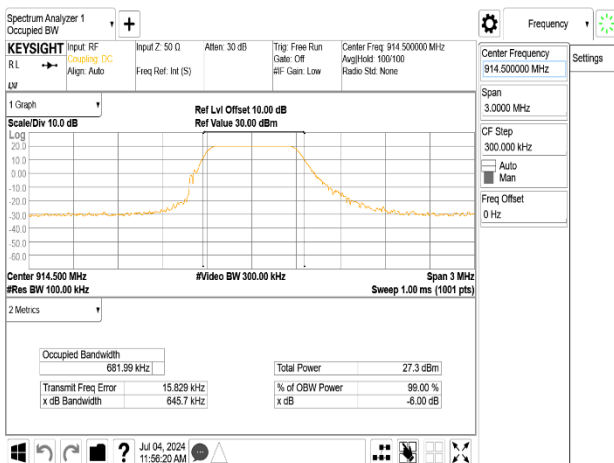 Spectrum Analyzer 1
Occupied BW
Frequency
KEYSIGHT
Input: RF
Coupling: DC
Align: Auto
Input Z: 50 Ω
Freq Ref: Int (S)
Atten: 30 dB
Trig: Free Run
Gate: Off
#IF Gain: Low
Center Freq: 914.500000 MHz
Avg|Hold: 100/100
Radio Std: None
R L
LXI
Center Frequency
914.500000 MHz
Settings
Span
3.0000 MHz
CF Step
300.000 kHz
Auto
Man
Freq Offset
0 Hz
1 Graph
Scale/Div 10.0 dB
Ref Lvl Offset 10.00 dB
Ref Value 30.00 dBm
Log
20.0
10.0
0.00
-10.0
-20.0
-30.0
-40.0
-50.0
-60.0
Center 914.500 MHz
#Res BW 100.00 kHz
#Video BW 300.00 kHz
Span 3 MHz
Sweep 1.00 ms (1001 pts)
2 Metrics
Occupied Bandwidth
681.99 kHz
Transmit Freq Error 15.829 kHz
x dB Bandwidth 645.7 kHz
Total Power 27.3 dBm
% of OBW Power 99.00 %
x dB -6.00 dB
?
Jul 04, 2024
11:56:20 AM